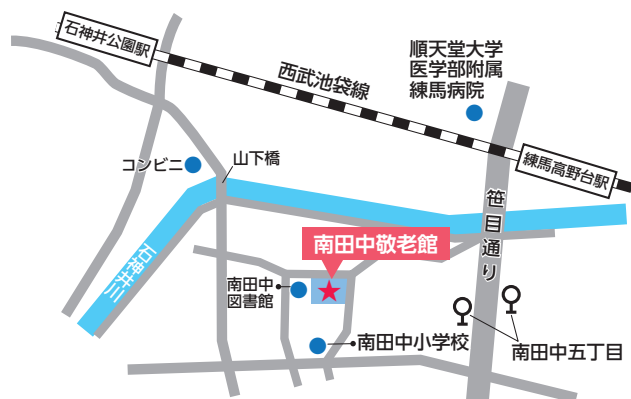 石神井公園駅
西武池袋線
順天堂大学
医学部附属
練馬病院
練馬高野台駅
コンビニ
山下橋
笹目通り
石神井川
南田中敬老館
南田中
図書館
南田中小学校
南田中五丁目